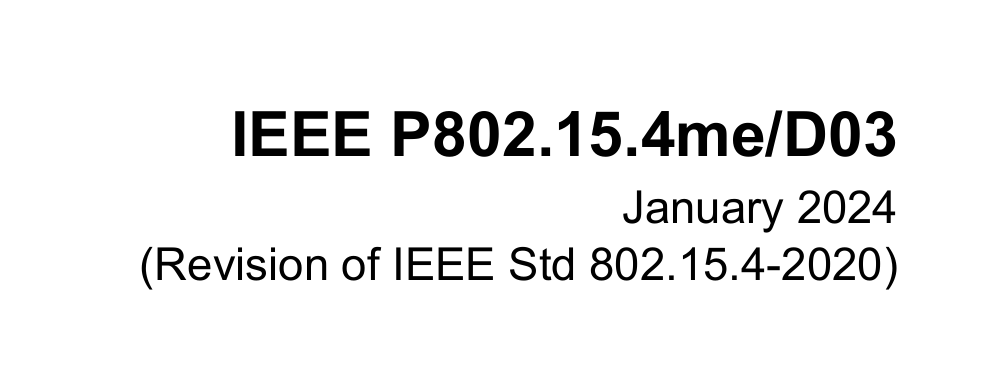 IEEE P802.15.4me/D03
January 2024
(Revision of IEEE Std 802.15.4-2020)